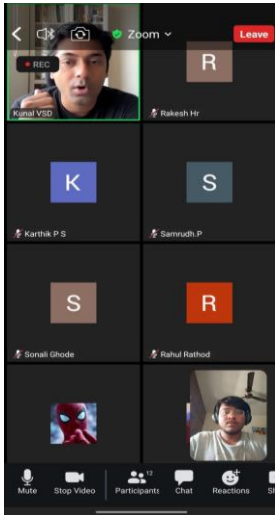 Zoom
Leave
REC
R
Kunal VSD
Rakesh Hr
K
S
Karthik P S
Samrudh.P
S
R
Sonali Ghode
Rahul Rathod
12
Mute
Stop Video
Participants
Chat
Reactions